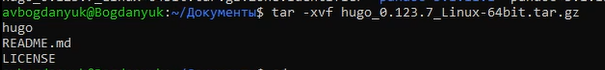 avbogdanyuk@Bogdanyuk:~/Документы$ tar -xvf hugo_0.123.7_Linux-64bit.tar.gz
hugo
README.md
LICENSE